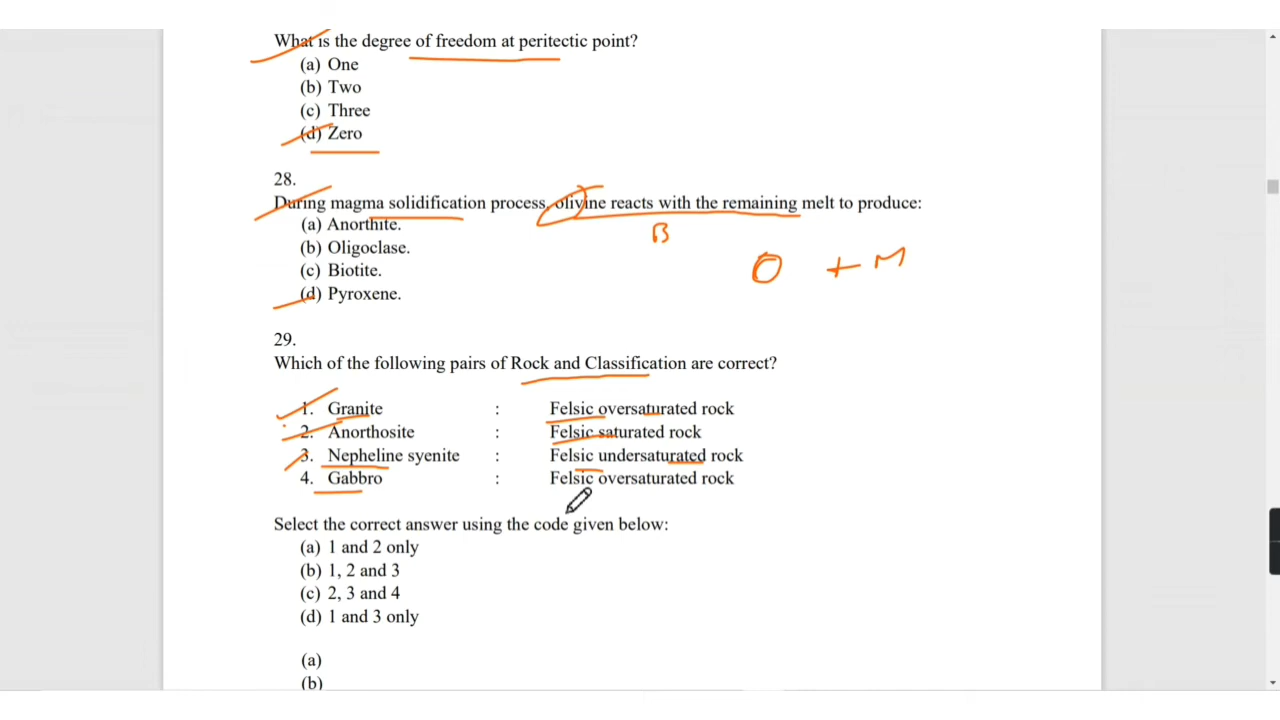 What is the degree of freedom at peritectic point?
(a) One
(b) Two
(c) Three
(d) Zero
28.
During magma solidification process, olivine reacts with the remaining melt to produce:
(a) Anorthite.
B
(b) Oligoclase.
O + M
(c) Biotite.
(d) Pyroxene.
29.
Which of the following pairs of Rock and Classification are correct?
1. Granite : Felsic oversaturated rock
2. Anorthosite : Felsic saturated rock
3. Nepheline syenite : Felsic undersaturated rock
4. Gabbro : Felsic oversaturated rock
Select the correct answer using the code given below:
(a) 1 and 2 only
(b) 1, 2 and 3
(c) 2, 3 and 4
(d) 1 and 3 only
(a)
(b)